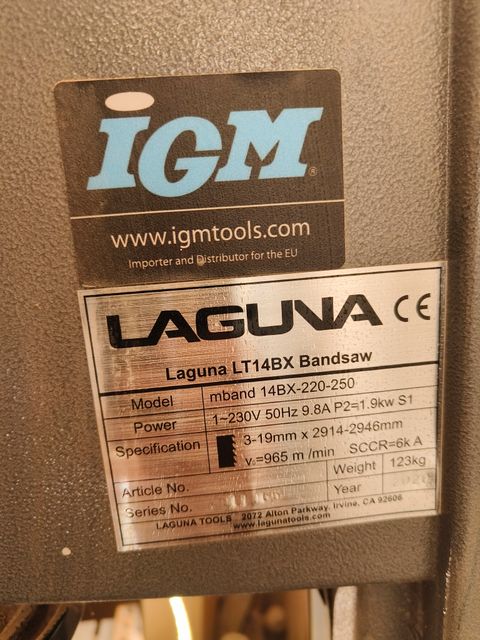 IGM
www.igmtools.com
Importer and Distributor for the EU
LAGUNA CE
Laguna LT14BX Bandsaw
Model mband 14BX-220-250
Power 1~230V 50Hz 9.8A P2=1.9kw S1
Specification 3-19mm x 2914-2946mm
v₀=965 m /min SCCR=6k A
Weight 123kg
Article No. Year
Series No.
LAGUNA TOOLS 2072 Alton Parkway, Irvine, CA 92606
www.lagunatools.com